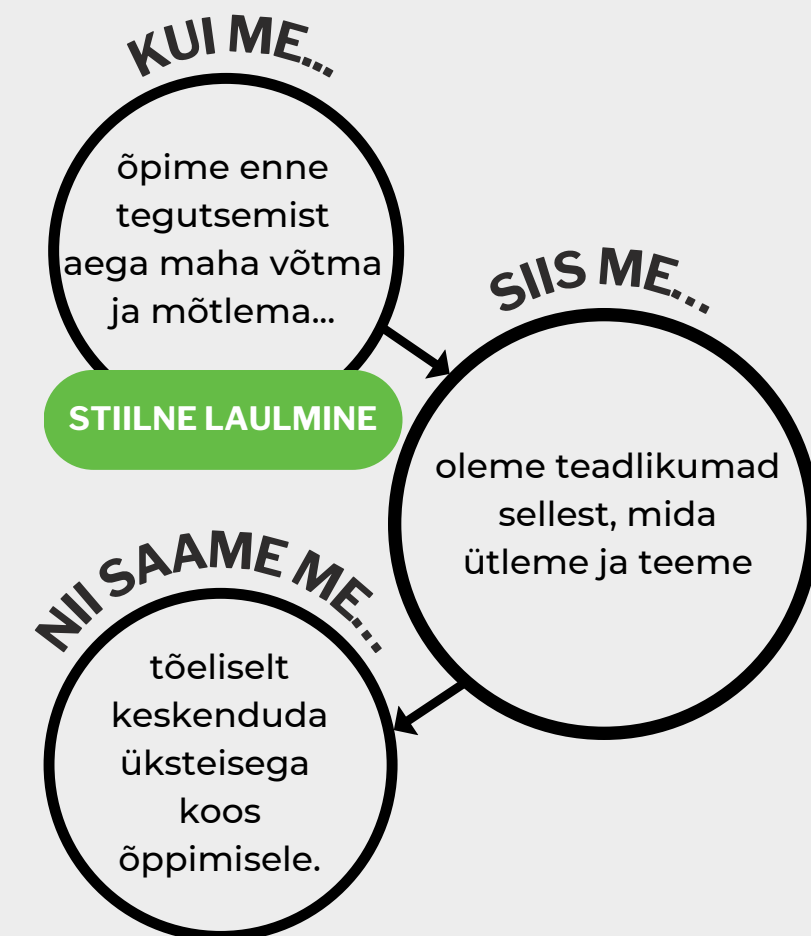 KUI ME...
õpime enne
tegutsemist
aega maha võtma
ja mõtlema...
STIILNE LAULMINE
SIIS ME...
oleme teadlikumad
sellest, mida
ütleme ja teeme
NII SAAME ME...
tõeliselt
keskenduda
üksteisega
koos
õppimisele.